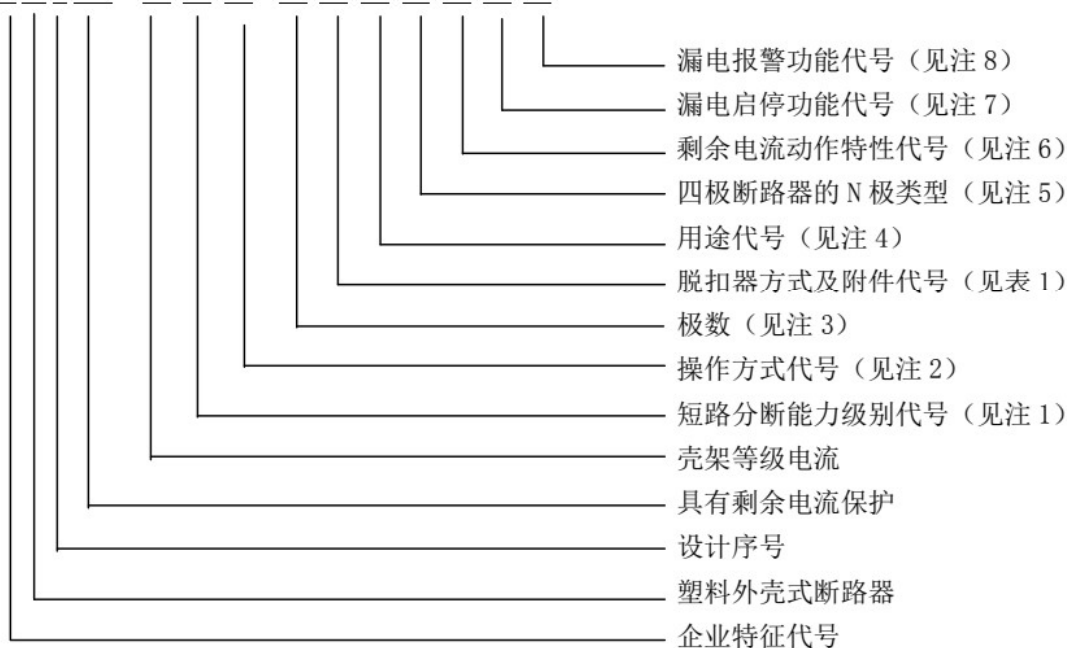 漏电报警功能代号（见注 8）
漏电启停功能代号（见注 7）
剩余电流动作特性代号（见注 6）
四极断路器的 N 极类型（见注 5）
用途代号（见注 4）
脱扣器方式及附件代号（见表 1）
极数（见注 3）
操作方式代号（见注 2）
短路分断能力级别代号（见注 1）
壳架等级电流
具有剩余电流保护
设计序号
塑料外壳式断路器
企业特征代号